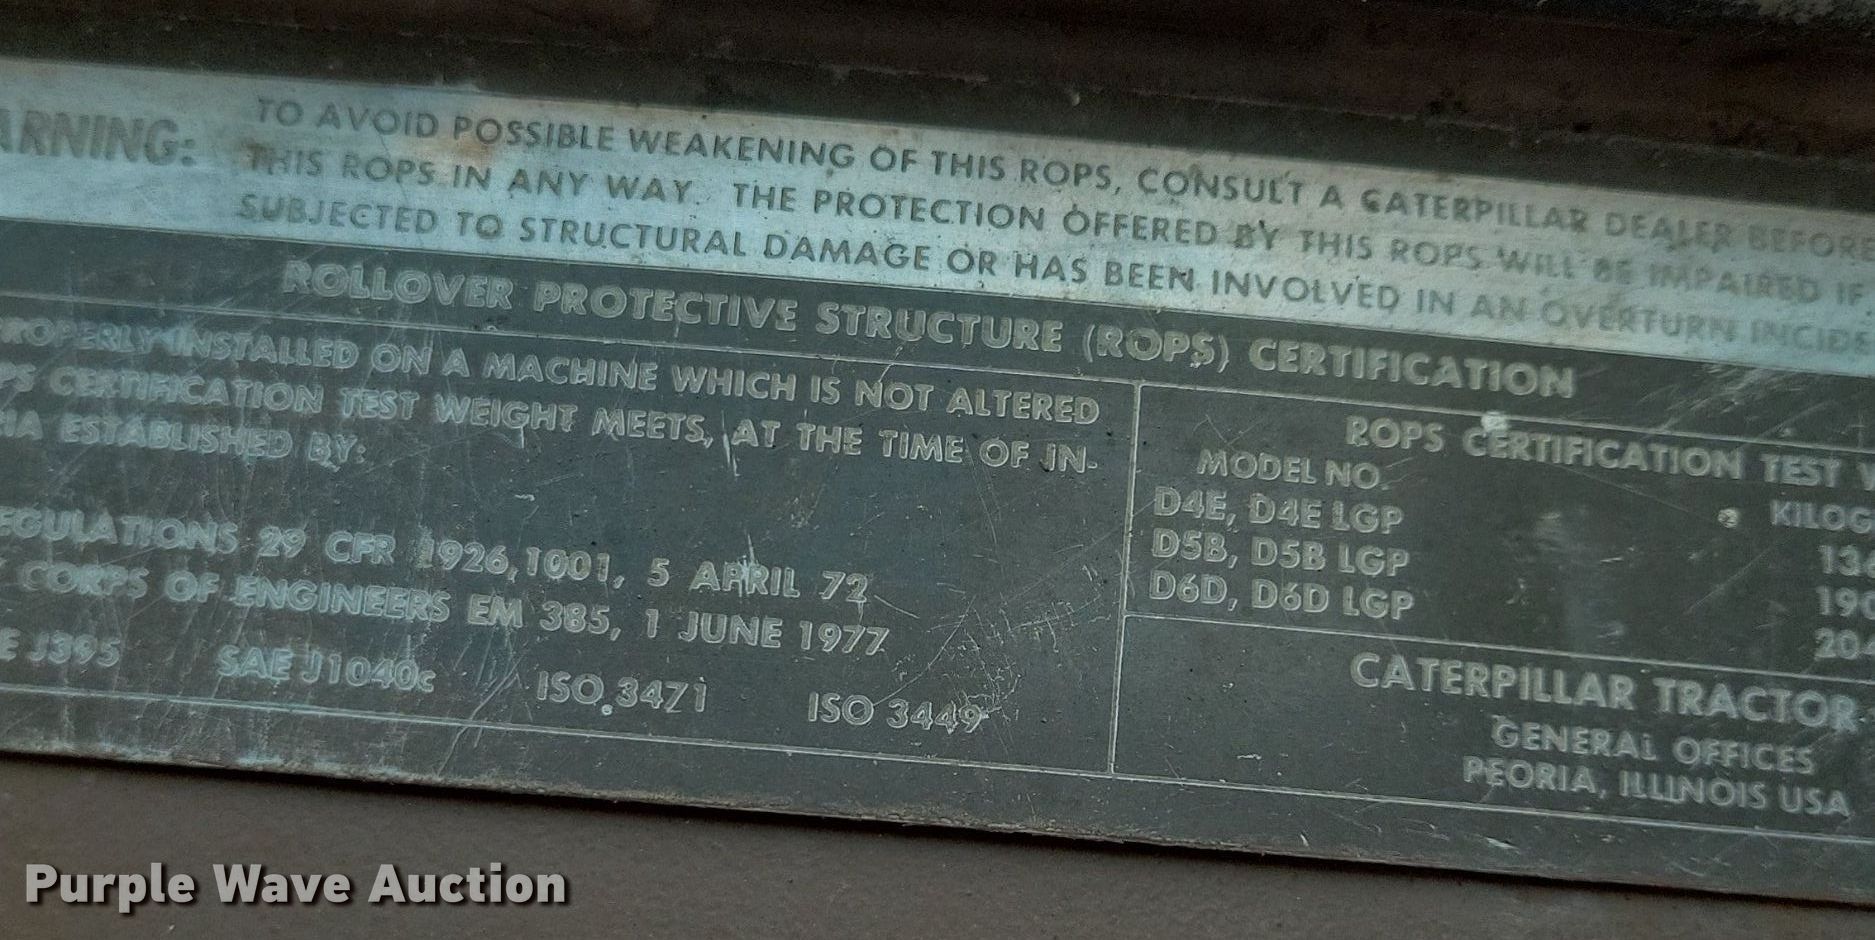 ARNING:
TO AVOID POSSIBLE WEAKENING OF THIS ROPS, CONSULT A CATERPILLAR DEALER BEFORE
THIS ROPS IN ANY WAY. THE PROTECTION OFFERED BY THIS ROPS WILL BE IMPAIRED IF
SUBJECTED TO STRUCTURAL DAMAGE OR HAS BEEN INVOLVED IN AN OVERTURN INCIDE
ROLLOVER PROTECTIVE STRUCTURE (ROPS) CERTIFICATION
ROPERLY INSTALLED ON A MACHINE WHICH IS NOT ALTERED
PS CERTIFICATION TEST WEIGHT MEETS, AT THE TIME OF IN-
IA ESTABLISHED BY:
EGULATIONS 29 CFR 1926,1001, 5 APRIL 72
CORPS OF ENGINEERS EM 385, 1 JUNE 1977
E J395 SAE J1040c ISO 3471 ISO 3449
ROPS CERTIFICATION TEST
MODEL NO. KILOG
D4E, D4E LGP 134
D5B, D5B LGP 190
D6D, D6D LGP 204
CATERPILLAR TRACTOR
GENERAL OFFICES
PEORIA, ILLINOIS USA
Purple Wave Auction